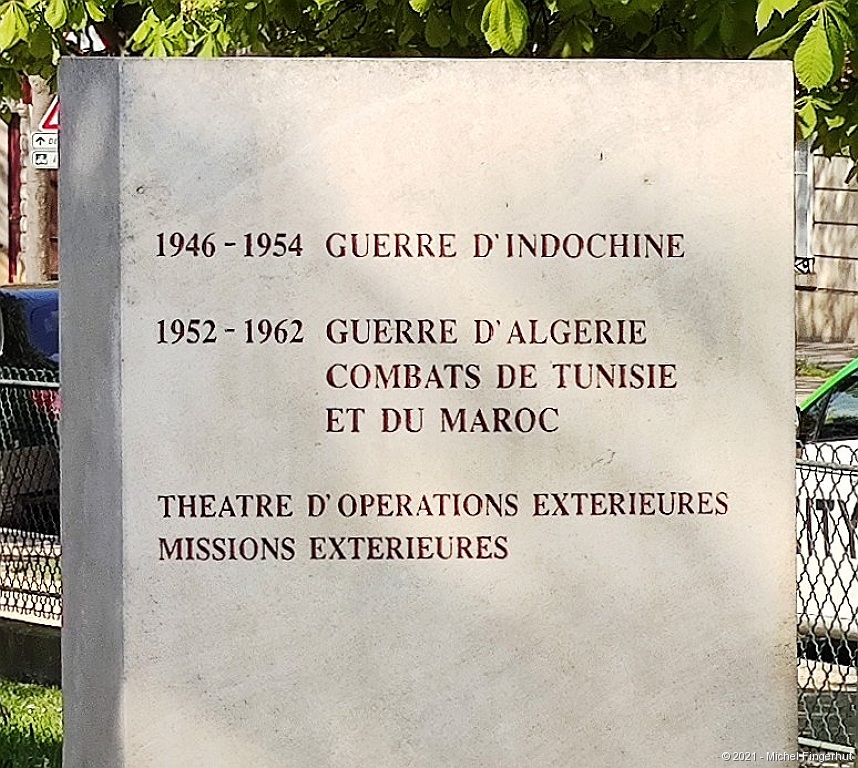 1946 - 1954 GUERRE D'INDOCHINE
1952 - 1962 GUERRE D'ALGERIE
COMBATS DE TUNISIE
ET DU MAROC
THEATRE D'OPERATIONS EXTERIEURES
MISSIONS EXTERIEURES
© 2021 - Michel Fingerhut